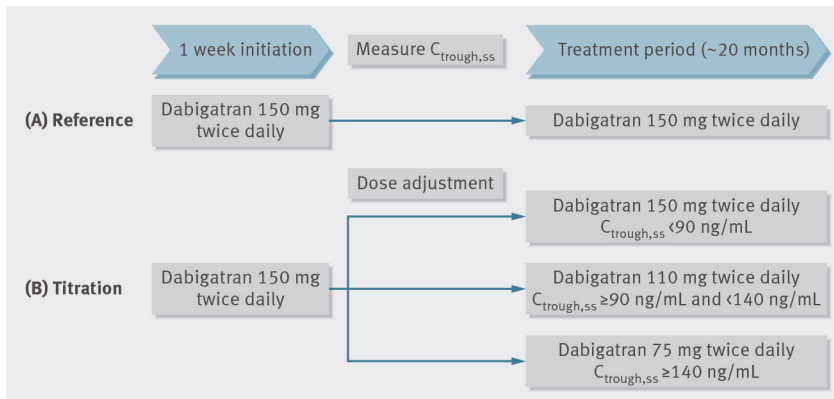 1 week initiation
Measure Ctrough,ss
Treatment period (~20 months)
(A) Reference
Dabigatran 150 mg
twice daily
Dabigatran 150 mg twice daily
Dose adjustment
Dabigatran 150 mg twice daily
Ctrough,ss <90 ng/mL
(B) Titration
Dabigatran 150 mg
twice daily
Dabigatran 110 mg twice daily
Ctrough,ss ≥90 ng/mL and <140 ng/mL
Dabigatran 75 mg twice daily
Ctrough,ss ≥140 ng/mL